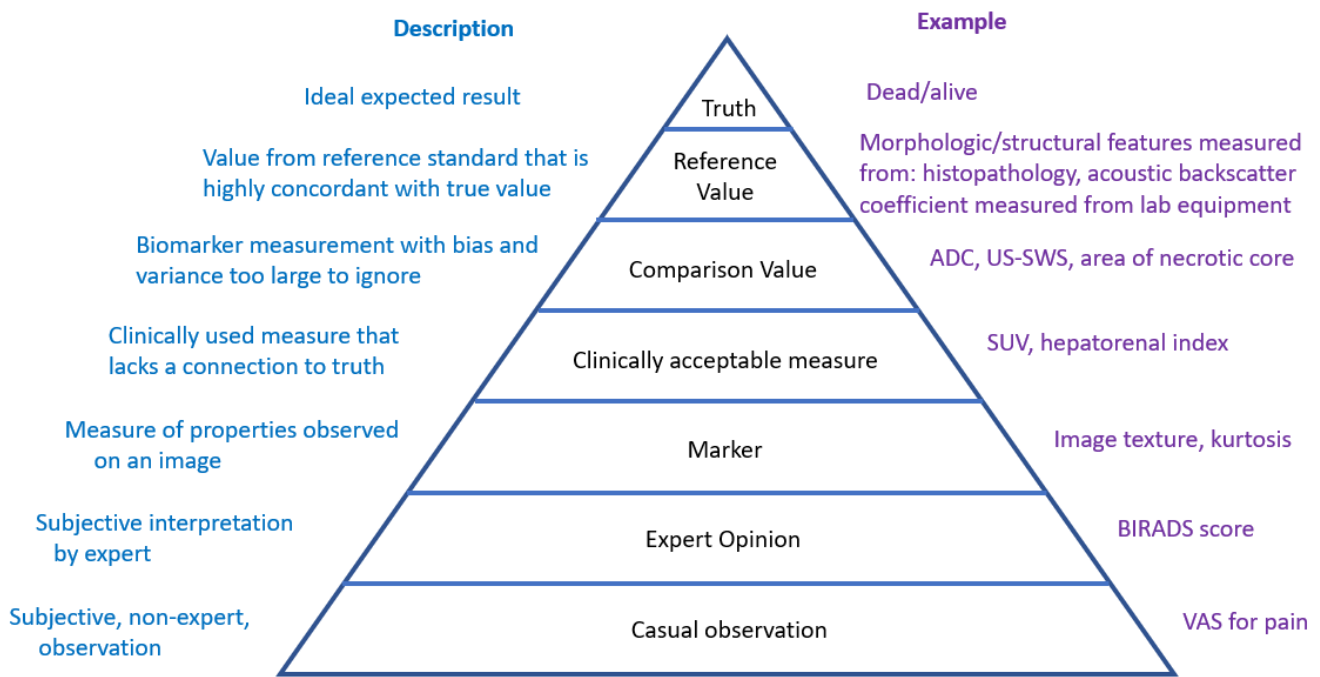 Description
Example
Ideal expected result
Truth
Dead/alive
Value from reference standard that is
highly concordant with true value
Reference
Value
Morphologic/structural features measured
from: histopathology, acoustic backscatter
coefficient measured from lab equipment
Biomarker measurement with bias and
variance too large to ignore
Comparison Value
ADC, US-SWS, area of necrotic core
Clinically used measure that
lacks a connection to truth
Clinically acceptable measure
SUV, hepatorenal index
Measure of properties observed
on an image
Marker
Image texture, kurtosis
Subjective interpretation
by expert
Expert Opinion
BIRADS score
Subjective, non-expert,
observation
Casual observation
VAS for pain